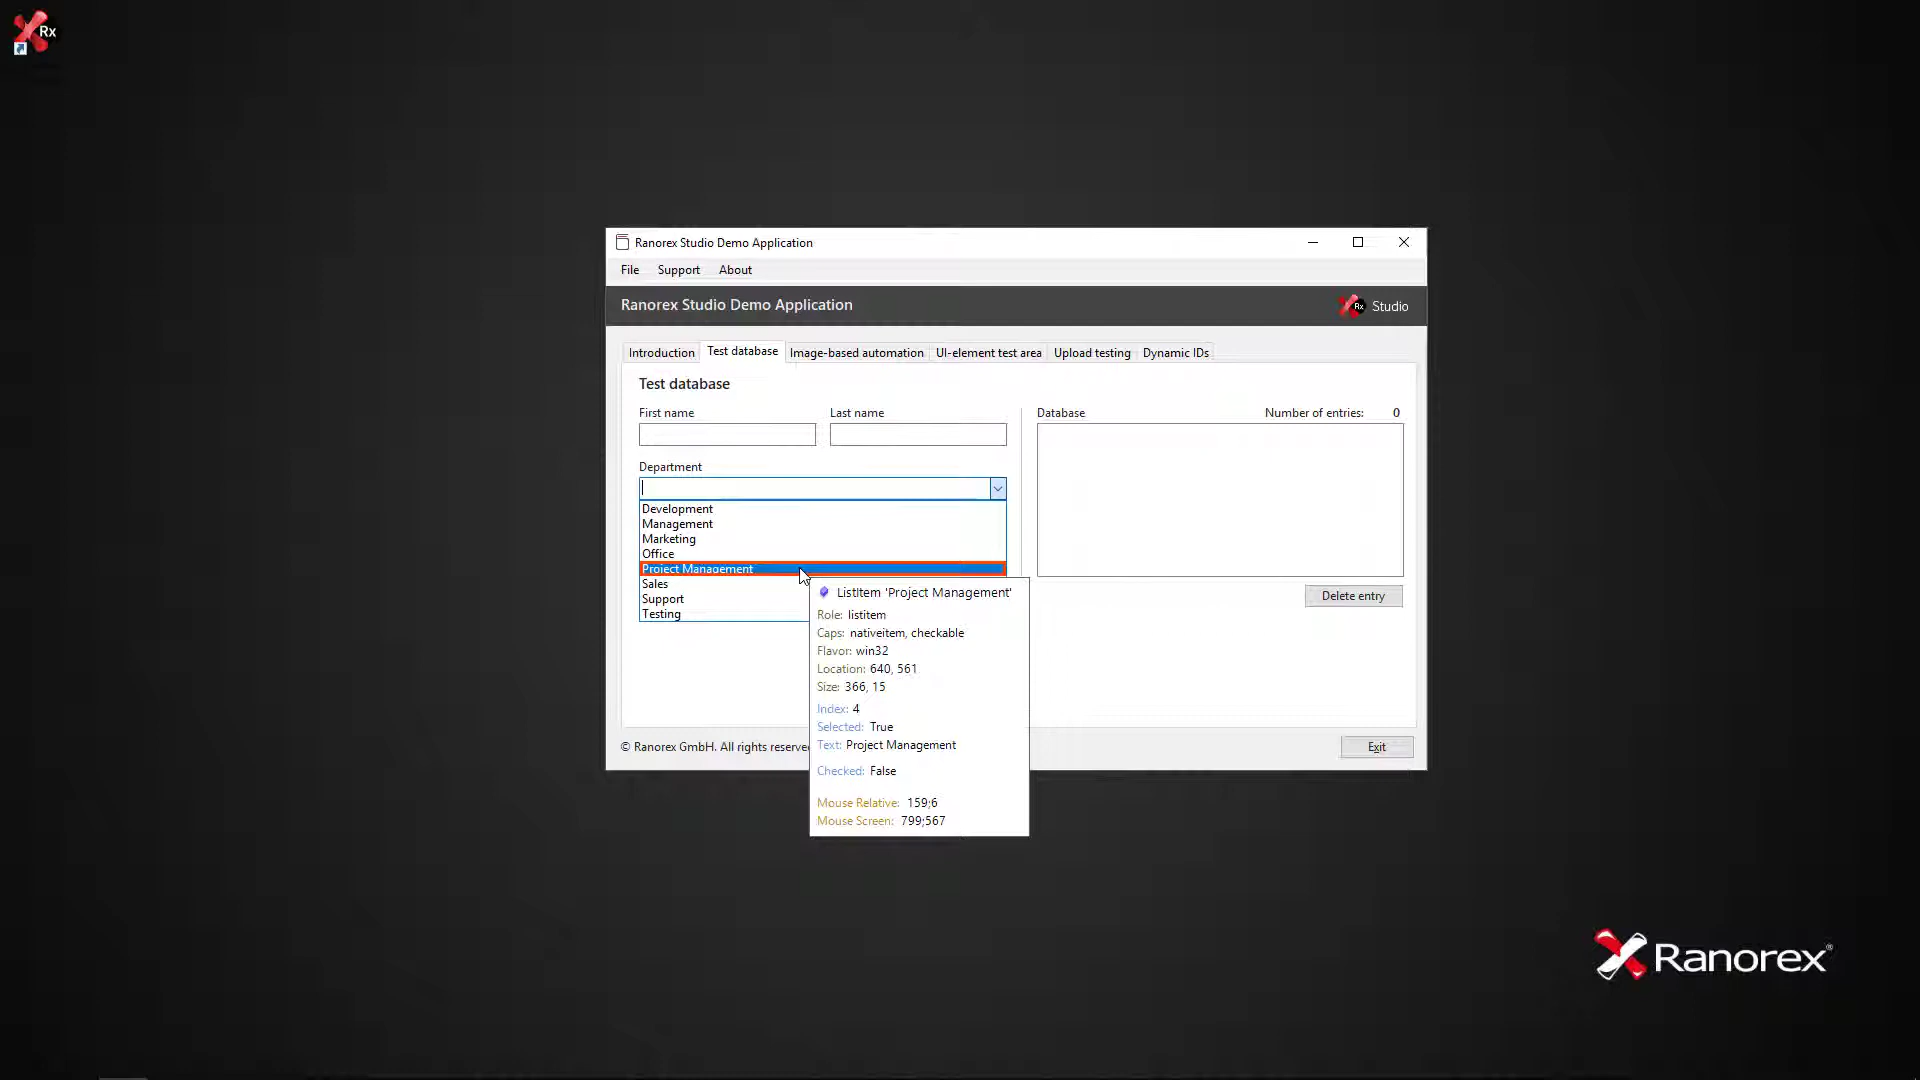 Rx
Ranorex Studio Demo Application
File Support About
Ranorex Studio Demo Application
Rx Studio
Introduction Test database Image-based automation UI-element test area Upload testing Dynamic IDs
Test database
First name Last name
Database Number of entries: 0
Department
Development
Management
Marketing
Office
Project Management
Sales
Support
Testing
ListItem 'Project Management'
Role: listitem
Caps: nativeitem, checkable
Flavor: win32
Location: 640, 561
Size: 366, 15
Index: 4
Selected: True
Text: Project Management
Checked: False
Mouse Relative: 159;6
Mouse Screen: 799;567
Delete entry
© Ranorex GmbH. All rights reserve
Exit
Ranorex®